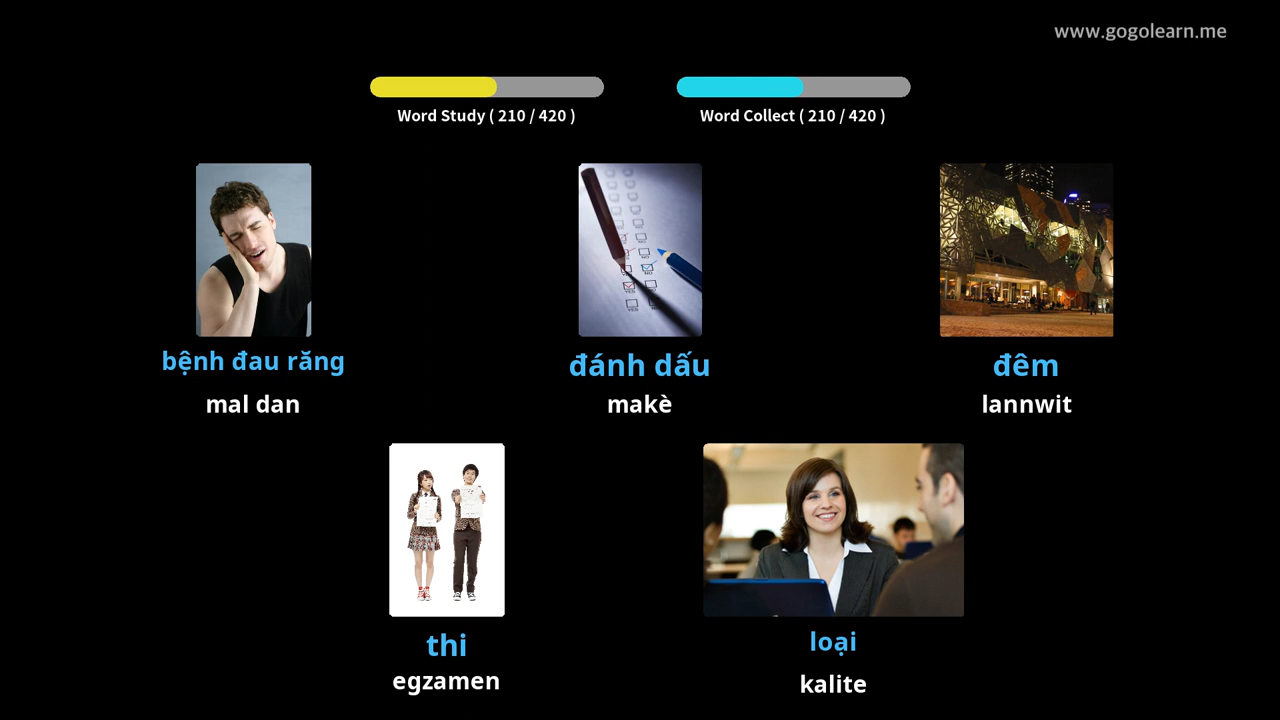 www.gogolearn.me
Word Study ( 210 / 420 )
Word Collect ( 210 / 420 )
bệnh đau răng
mal dan
đánh dấu
makè
đêm
lannwit
thi
egzamen
loại
kalite